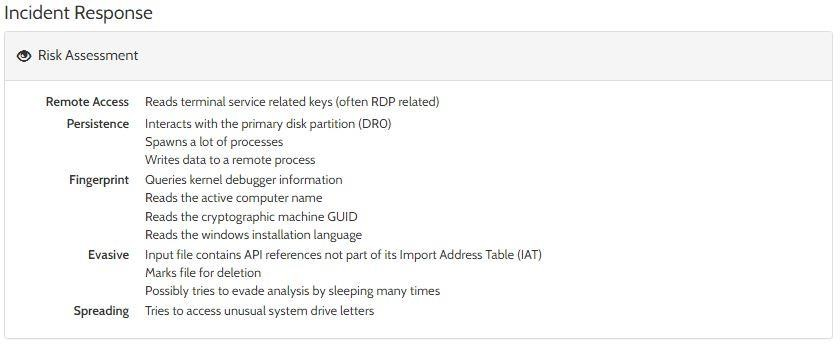 Incident Response
Risk Assessment
Remote Access Reads terminal service related keys (often RDP related)
Persistence Interacts with the primary disk partition (DR0)
Spawns a lot of processes
Writes data to a remote process
Fingerprint Queries kernel debugger information
Reads the active computer name
Reads the cryptographic machine GUID
Reads the windows installation language
Evasive Input file contains API references not part of its Import Address Table (IAT)
Marks file for deletion
Possibly tries to evade analysis by sleeping many times
Spreading Tries to access unusual system drive letters